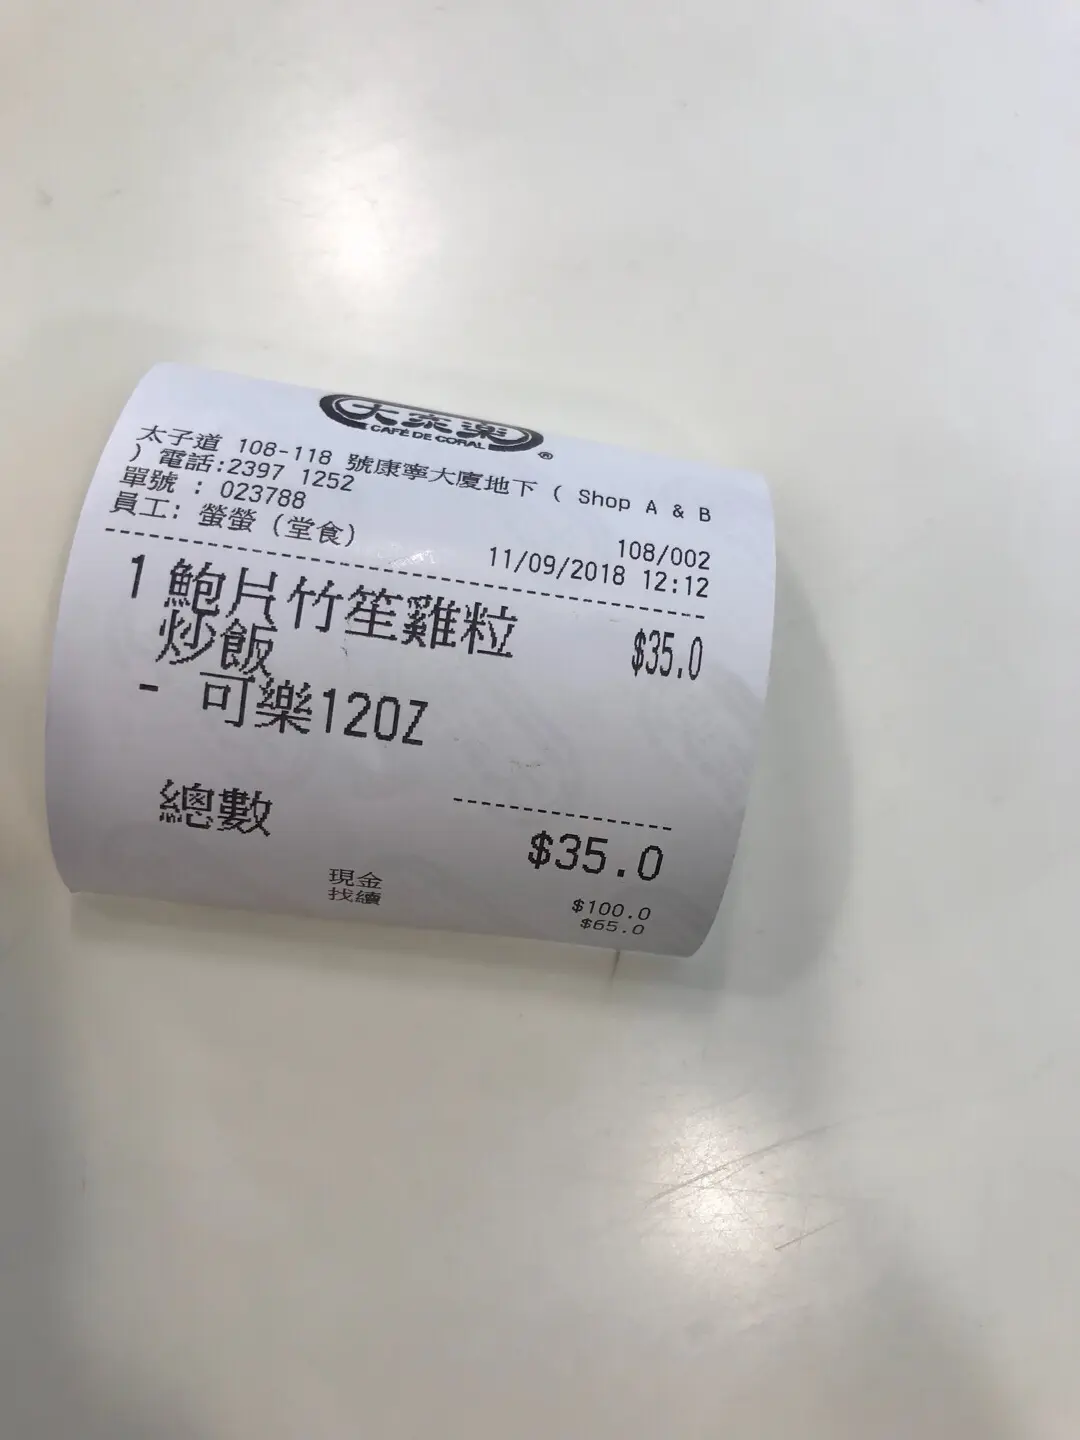 大家樂
CAFÉ DE CORAL ®
太子道 108-118 號康寧大廈地下 ( Shop A & B
) 電話:2397 1252
單號 : 023788
108/002
員工: 螢螢 (堂食)
11/09/2018 12:12
1 鮑片竹笙雞粒 $35.0
炒飯
- 可樂12OZ
總數 $35.0
現金 $100.0
找續 $65.0